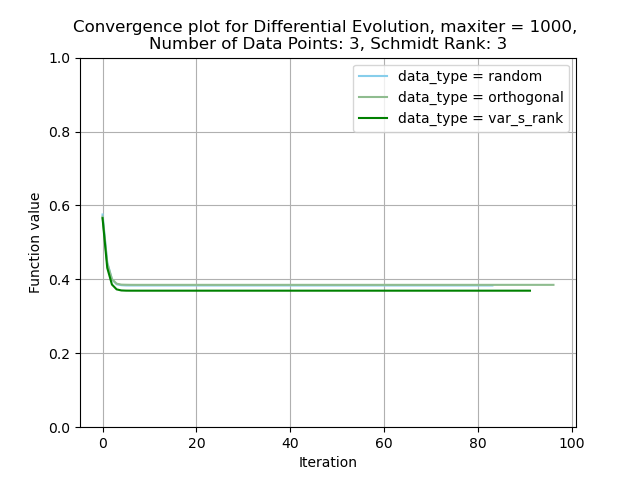 Convergence plot for Differential Evolution, maxiter = 1000,
Number of Data Points: 3, Schmidt Rank: 3
1.0
0.8
0.6
0.4
0.2
0.0
Function value
data_type = random
data_type = orthogonal
data_type = var_s_rank
0
20
40
60
80
100
Iteration